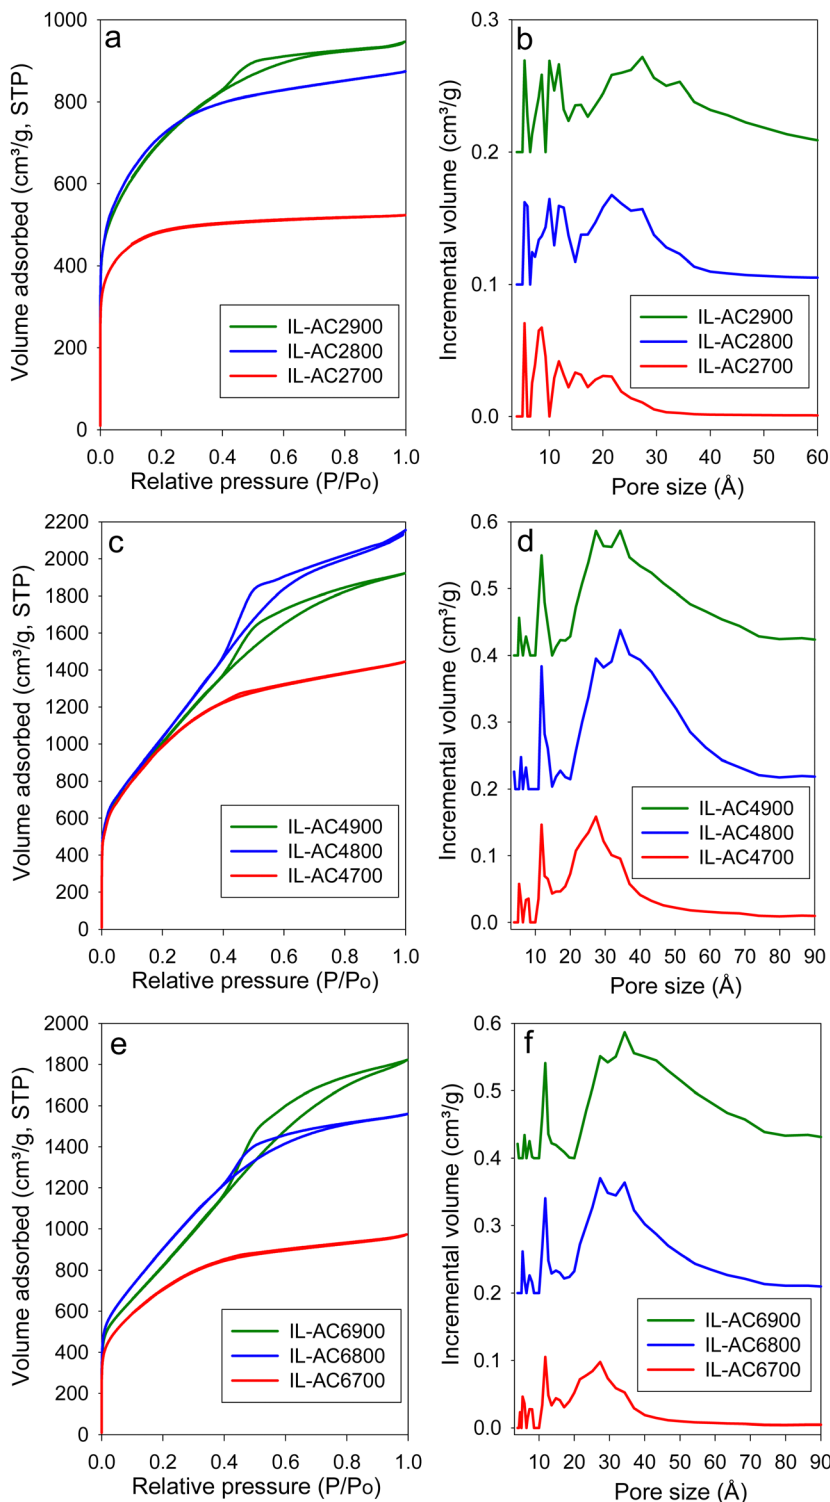 a
Volume adsorbed (cm³/g, STP)
1000
800
600
400
200
0
IL-AC2900
IL-AC2800
IL-AC2700
0.0 0.2 0.4 0.6 0.8 1.0
Relative pressure (P/Po)
b
Incremental volume (cm³/g)
0.3
0.2
0.1
0.0
IL-AC2900
IL-AC2800
IL-AC2700
10 20 30 40 50 60
Pore size (Å)
c
Volume adsorbed (cm³/g, STP)
2200
2000
1800
1600
1400
1200
1000
800
600
400
200
0
IL-AC4900
IL-AC4800
IL-AC4700
0.0 0.2 0.4 0.6 0.8 1.0
Relative pressure (P/Po)
d
Incremental volume (cm³/g)
0.6
0.5
0.4
0.3
0.2
0.1
0.0
IL-AC4900
IL-AC4800
IL-AC4700
10 20 30 40 50 60 70 80 90
Pore size (Å)
e
Volume adsorbed (cm³/g, STP)
2000
1800
1600
1400
1200
1000
800
600
400
200
0
IL-AC6900
IL-AC6800
IL-AC6700
0.0 0.2 0.4 0.6 0.8 1.0
Relative pressure (P/Po)
f
Incremental volume (cm³/g)
0.6
0.5
0.4
0.3
0.2
0.1
0.0
IL-AC6900
IL-AC6800
IL-AC6700
10 20 30 40 50 60 70 80 90
Pore size (Å)